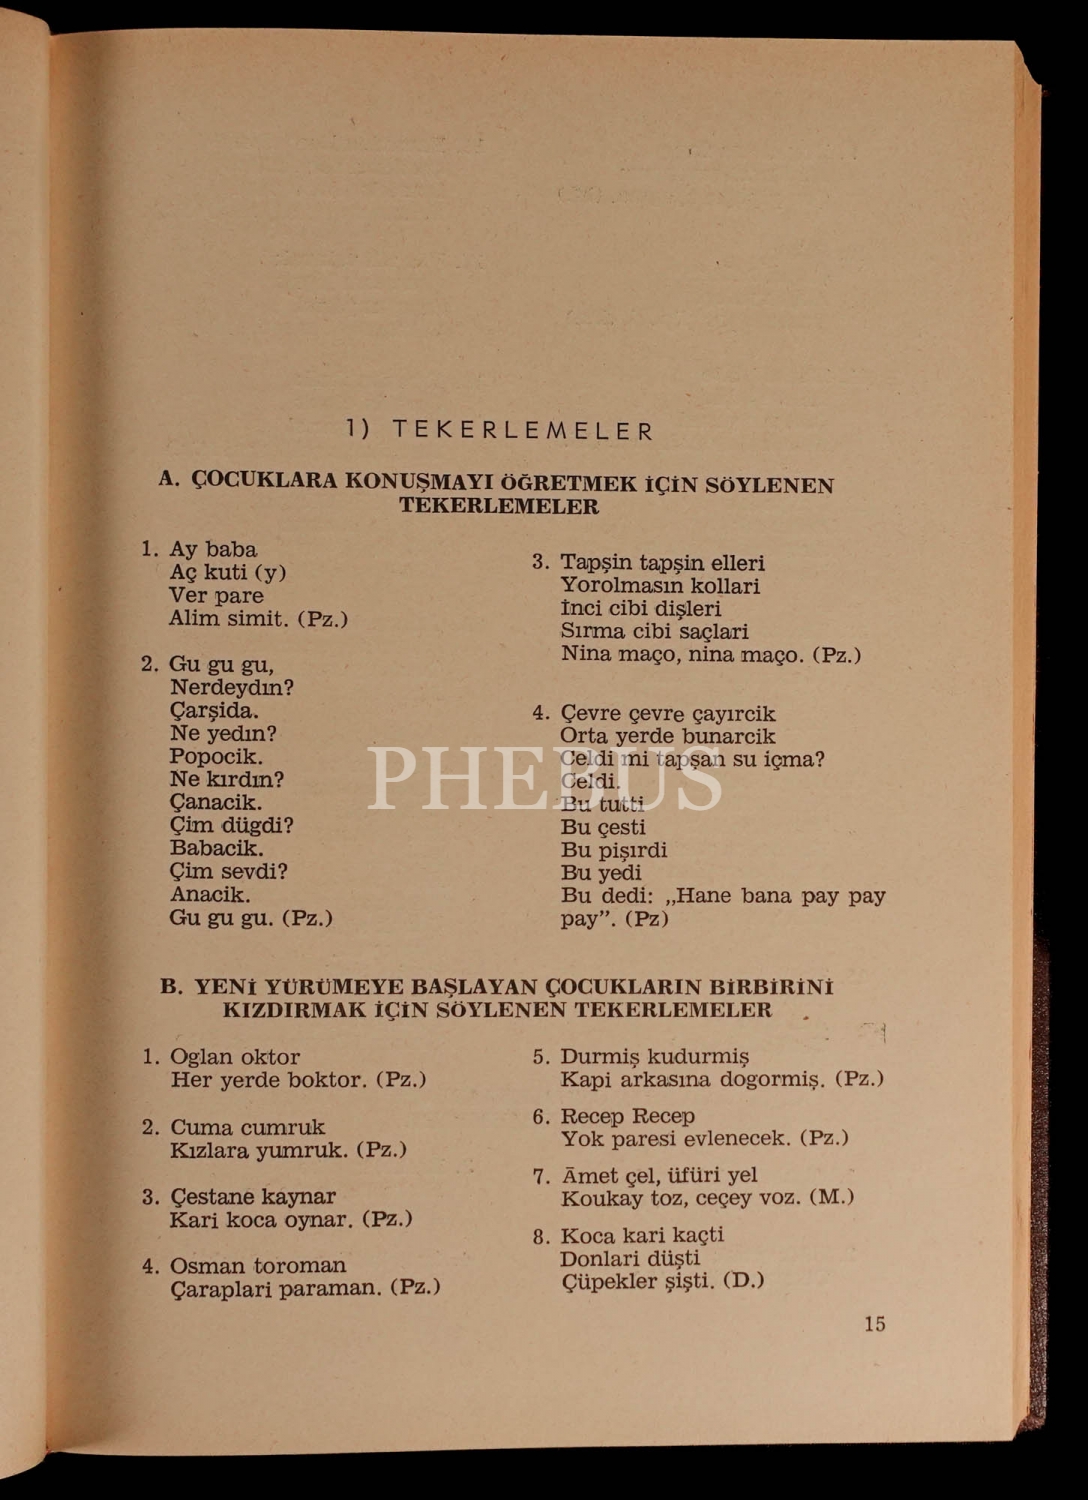 1) TEKERLEMELER
A. ÇOCUKLARA KONUŞMAYI ÖĞRETMEK İÇİN SÖYLENEN
TEKERLEMELER
1. Ay baba
Aç kuti (y)
Ver pare
Alim simit. (Pz.)
2. Gu gu gu,
Nerdeydın?
Çarşida.
Ne yedın?
Popocik.
Ne kırdın?
Çanacik.
Çim dügdi?
Babacik.
Çim sevdi?
Anacik.
Gu gu gu. (Pz.)
3. Tapşin tapşin elleri
Yorolmasın kollari
İnci cibi dişleri
Sırma cibi saçlari
Nina maço, nina maço. (Pz.)
4. Çevre çevre çayırcik
Orta yerde bunarcik
Celdi mi tapşan su içma?
Celdi.
Bu tutti
Bu çesti
Bu pişırdi
Bu yedi
Bu dedi: „Hane bana pay pay
pay”. (Pz)
PHEBUS
B. YENİ YÜRÜMEYE BAŞLAYAN ÇOCUKLARIN BİRBİRİNİ
KIZDIRMAK İÇİN SÖYLENEN TEKERLEMELER
1. Oglan oktor
Her yerde boktor. (Pz.)
2. Cuma cumruk
Kızlara yumruk. (Pz.)
3. Çestane kaynar
Kari koca oynar. (Pz.)
4. Osman toroman
Çaraplari paraman. (Pz.)
5. Durmiş kudurmiş
Kapi arkasına dogormiş. (Pz.)
6. Recep Recep
Yok paresi evlenecek. (Pz.)
7. Āmet çel, üfüri yel
Koukay toz, ceçey voz. (M.)
8. Koca kari kaçti
Donlari düşti
Çüpekler şişti. (D.)
15